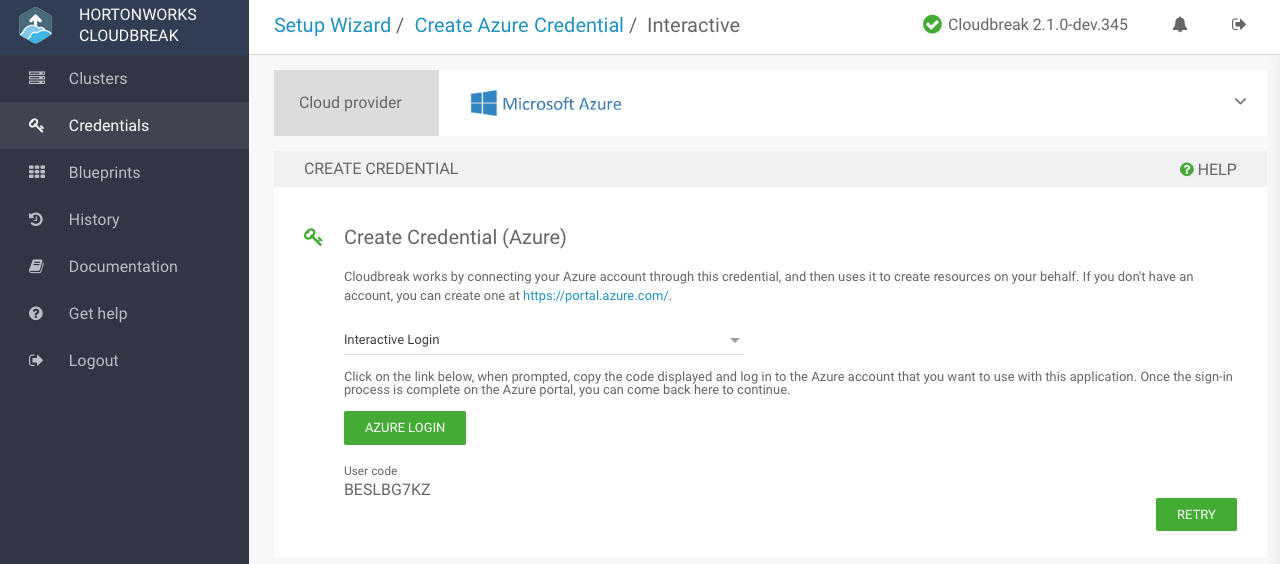 HORTONWORKS
CLOUDBREAK
Clusters
Credentials
Blueprints
History
Documentation
Get help
Logout
Setup Wizard / Create Azure Credential / Interactive
Cloudbreak 2.1.0-dev.345
Cloud provider
Microsoft Azure
CREATE CREDENTIAL
HELP
Create Credential (Azure)
Cloudbreak works by connecting your Azure account through this credential, and then uses it to create resources on your behalf. If you don't have an
account, you can create one at https://portal.azure.com/.
Interactive Login
Click on the link below, when prompted, copy the code displayed and log in to the Azure account that you want to use with this application. Once the sign-in
process is complete on the Azure portal, you can come back here to continue.
AZURE LOGIN
User code
BESLBG7KZ
RETRY